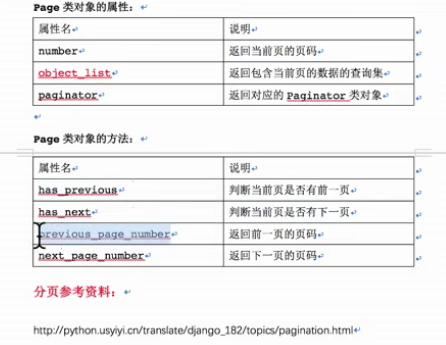 Page 类对象的属性：
属性名 说明
number 返回当前页的页码
object_list 返回包含当前页的数据的查询集
paginator 返回对应的 Paginator 类对象
Page 类对象的方法：
属性名 说明
has_previous 判断当前页是否有前一页
has_next 判断当前页是否有下一页
previous_page_number 返回前一页的页码
next_page_number 返回下一页的页码
分页参考资料：
http://python.usyiyi.cn/translate/django_182/topics/pagination.html